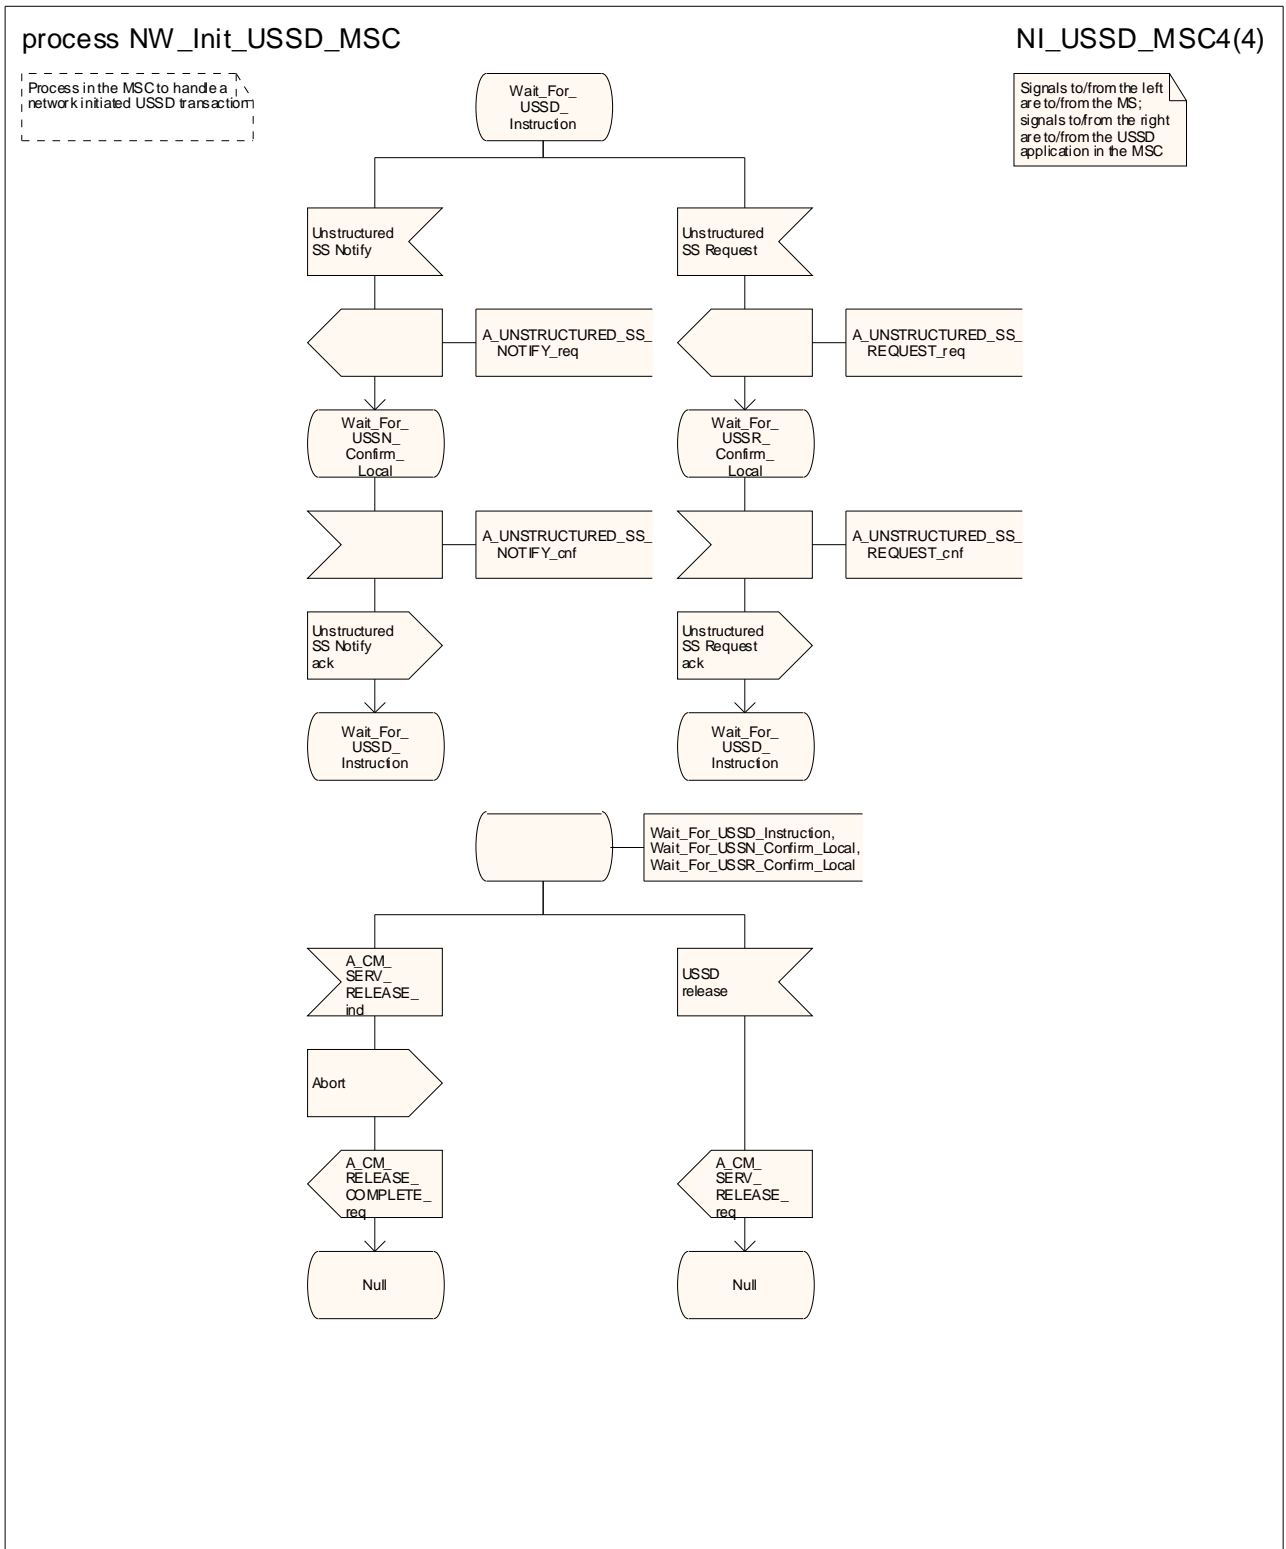 process NW_Init_USSD_MSC
NI_USSD_MSC4(4)
Process in the MSC to handle a
network initiated USSD transaction
Signals to/from the left
are to/from the MS;
signals to/from the right
are to/from the USSD
application in the MSC
Wait_For_
USSD_
Instruction
Unstructured
SS Notify
Unstructured
SS Request
A_UNSTRUCTURED_SS_
NOTIFY_req
A_UNSTRUCTURED_SS_
REQUEST_req
Wait_For_
USSN_
Confirm_
Local
Wait_For_
USSR_
Confirm_
Local
A_UNSTRUCTURED_SS_
NOTIFY_cnf
A_UNSTRUCTURED_SS_
REQUEST_cnf
Unstructured
SS Notify
ack
Unstructured
SS Request
ack
Wait_For_
USSD_
Instruction
Wait_For_
USSD_
Instruction
Wait_For_USSD_Instruction,
Wait_For_USSN_Confirm_Local,
Wait_For_USSR_Confirm_Local
A_CM_
SERV_
RELEASE_
ind
USSD
release
Abort
A_CM_
RELEASE_
COMPLETE_
req
A_CM_
SERV_
RELEASE_
req
Null
Null